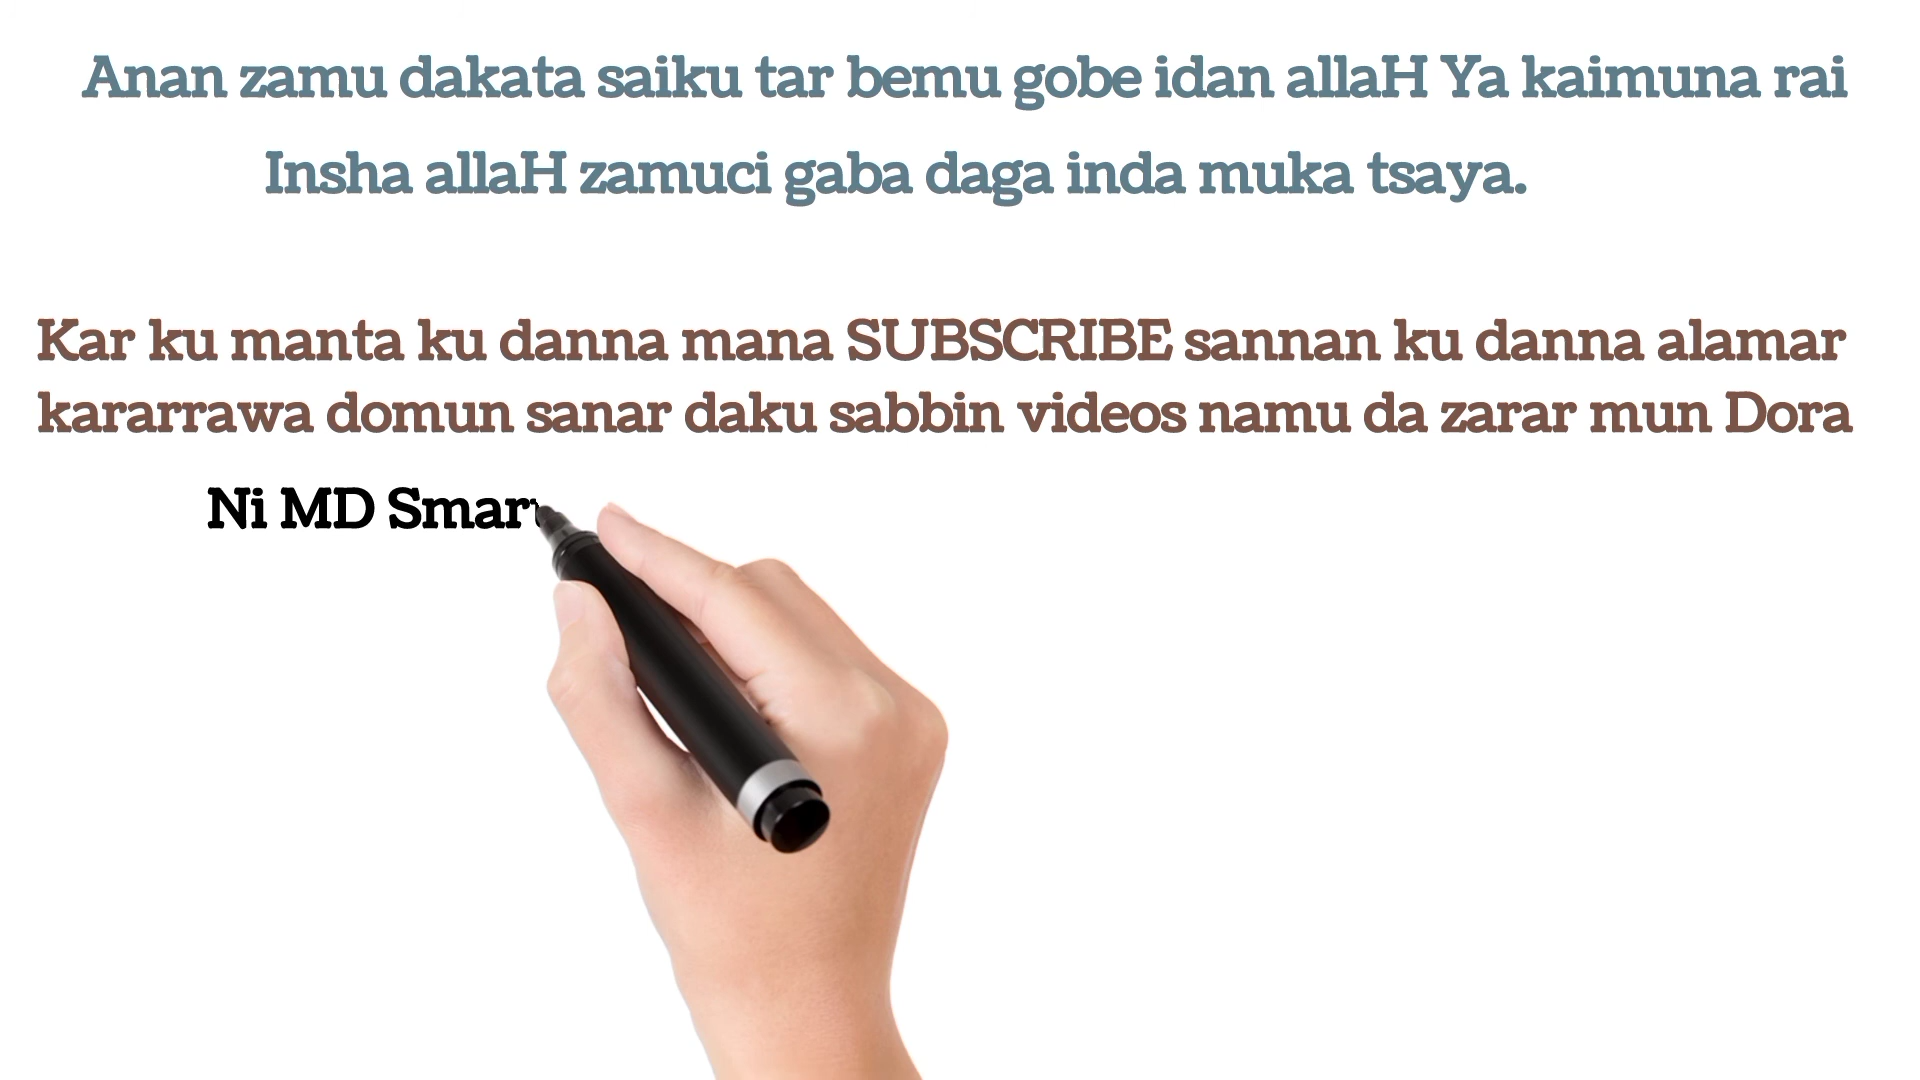 Anan zamu dakata saiku tar bemu gobe idan allaH Ya kaimuna rai
Insha allaH zamuci gaba daga inda muka tsaya.
Kar ku manta ku danna mana SUBSCRIBE sannan ku danna alamar
kararrawa domun sanar daku sabbin videos namu da zarar mun Dora
Ni MD Smart